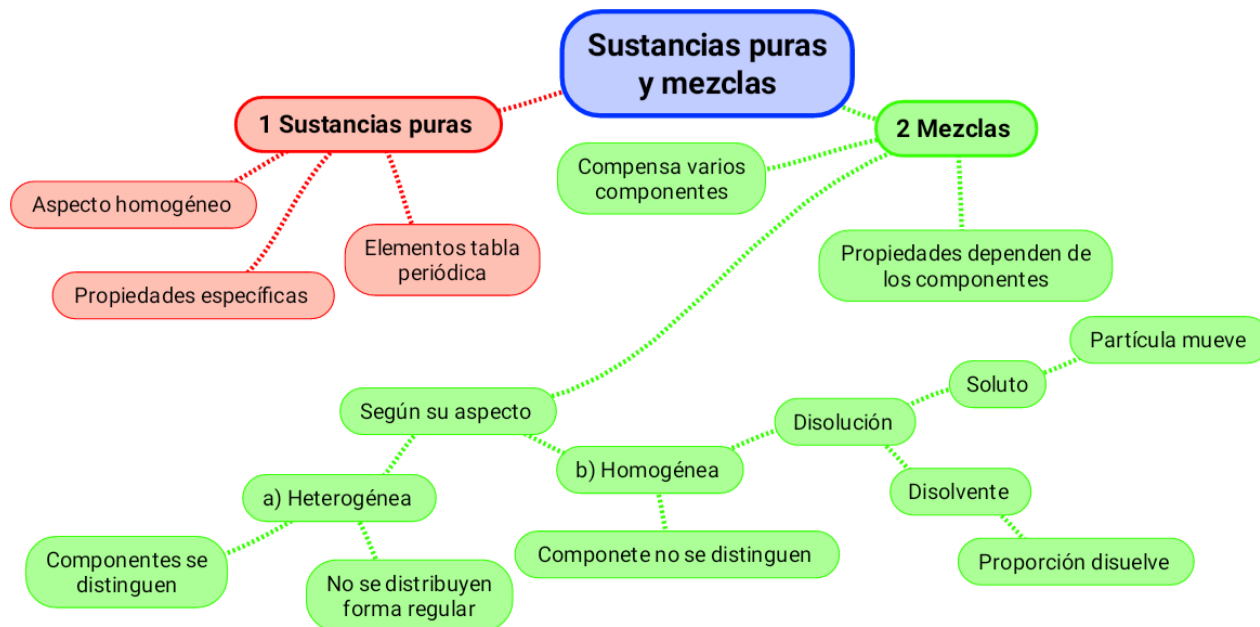 Sustancias puras
y mezclas
1 Sustancias puras
Aspecto homogéneo
Propiedades específicas
Elementos tabla
periódica
2 Mezclas
Compensa varios
componentes
Propiedades dependen de
los componentes
Según su aspecto
a) Heterogénea
Componentes se
distinguen
No se distribuyen
forma regular
b) Homogénea
Componete no se distinguen
Disolución
Soluto
Partícula mueve
Disolvente
Proporción disuelve